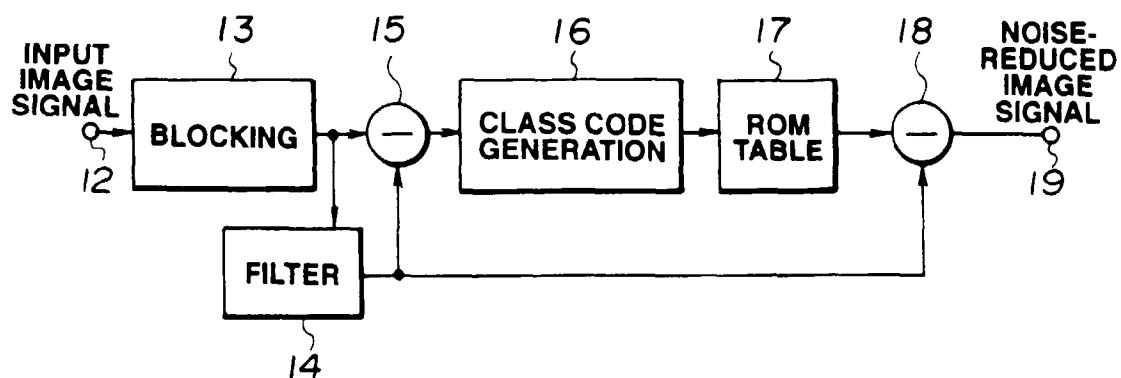 13
15
16
17
18
NOISE-
REDUCED
IMAGE
SIGNAL
INPUT
IMAGE
SIGNAL
BLOCKING
−
CLASS CODE
GENERATION
ROM
TABLE
−
12
19
FILTER
14